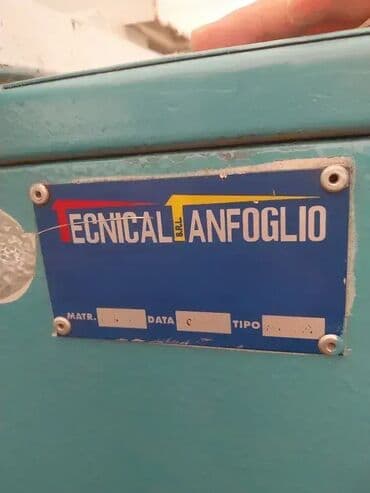 TECNICAL TANFOGLIO
S.R.L.
MATR. DATA TIPO